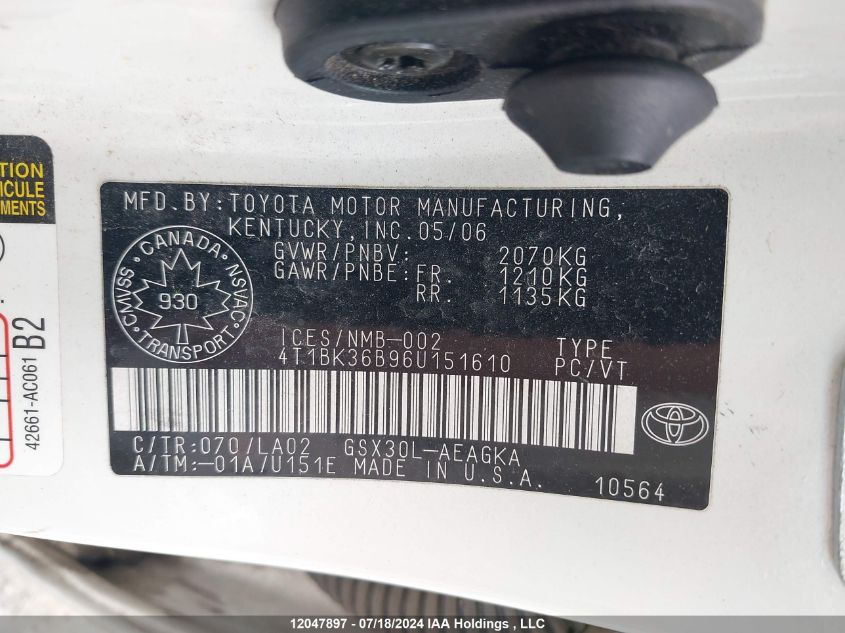 TION
ICULE
MENTS
42661-AC061
B2
MFD.BY:TOYOTA MOTOR MANUFACTURING,
KENTUCKY,INC.05/06
GVWR/PNBV: 2070KG
GAWR/PNBE:FR. 1210KG
RR. 1135KG
CANADA
CMVSS 930 NSVAC
TRANSPORT
ICES/NMB-002 TYPE
4T1BK36B96U151610 PC/VT
C/TR:070/LA02 GSX30L-AEAGKA
A/TM:-01A/U151E MADE IN U.S.A.
10564
12047897 - 07/18/2024 IAA Holdings , LLC